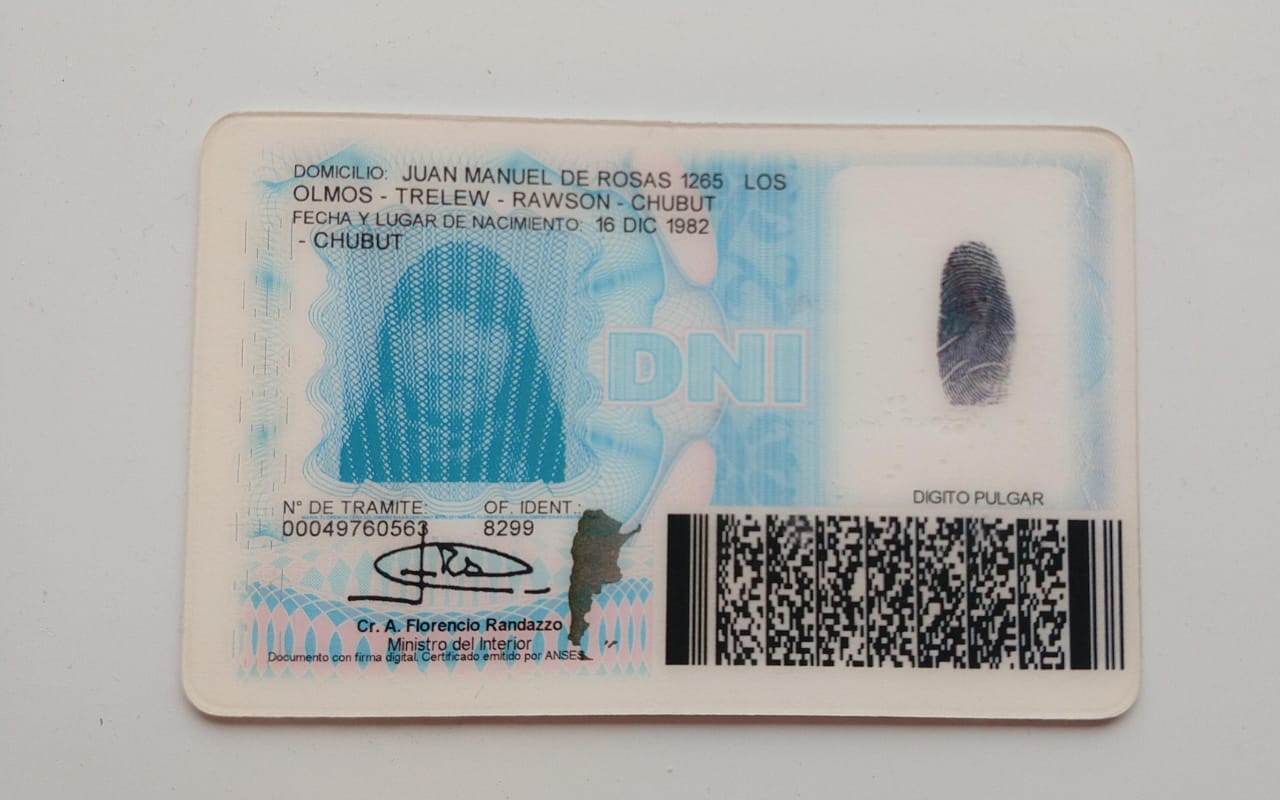 DOMICILIO: JUAN MANUEL DE ROSAS 1265 LOS
OLMOS - TRELEW - RAWSON - CHUBUT
FECHA Y LUGAR DE NACIMIENTO: 16 DIC 1982
- CHUBUT
DNI
DIGITO PULGAR
N° DE TRAMITE: OF. IDENT.:
00049760563 8299
Cr. A. Florencio Randazzo
Ministro del Interior
Documento con firma digital. Certificado emitido por ANSES